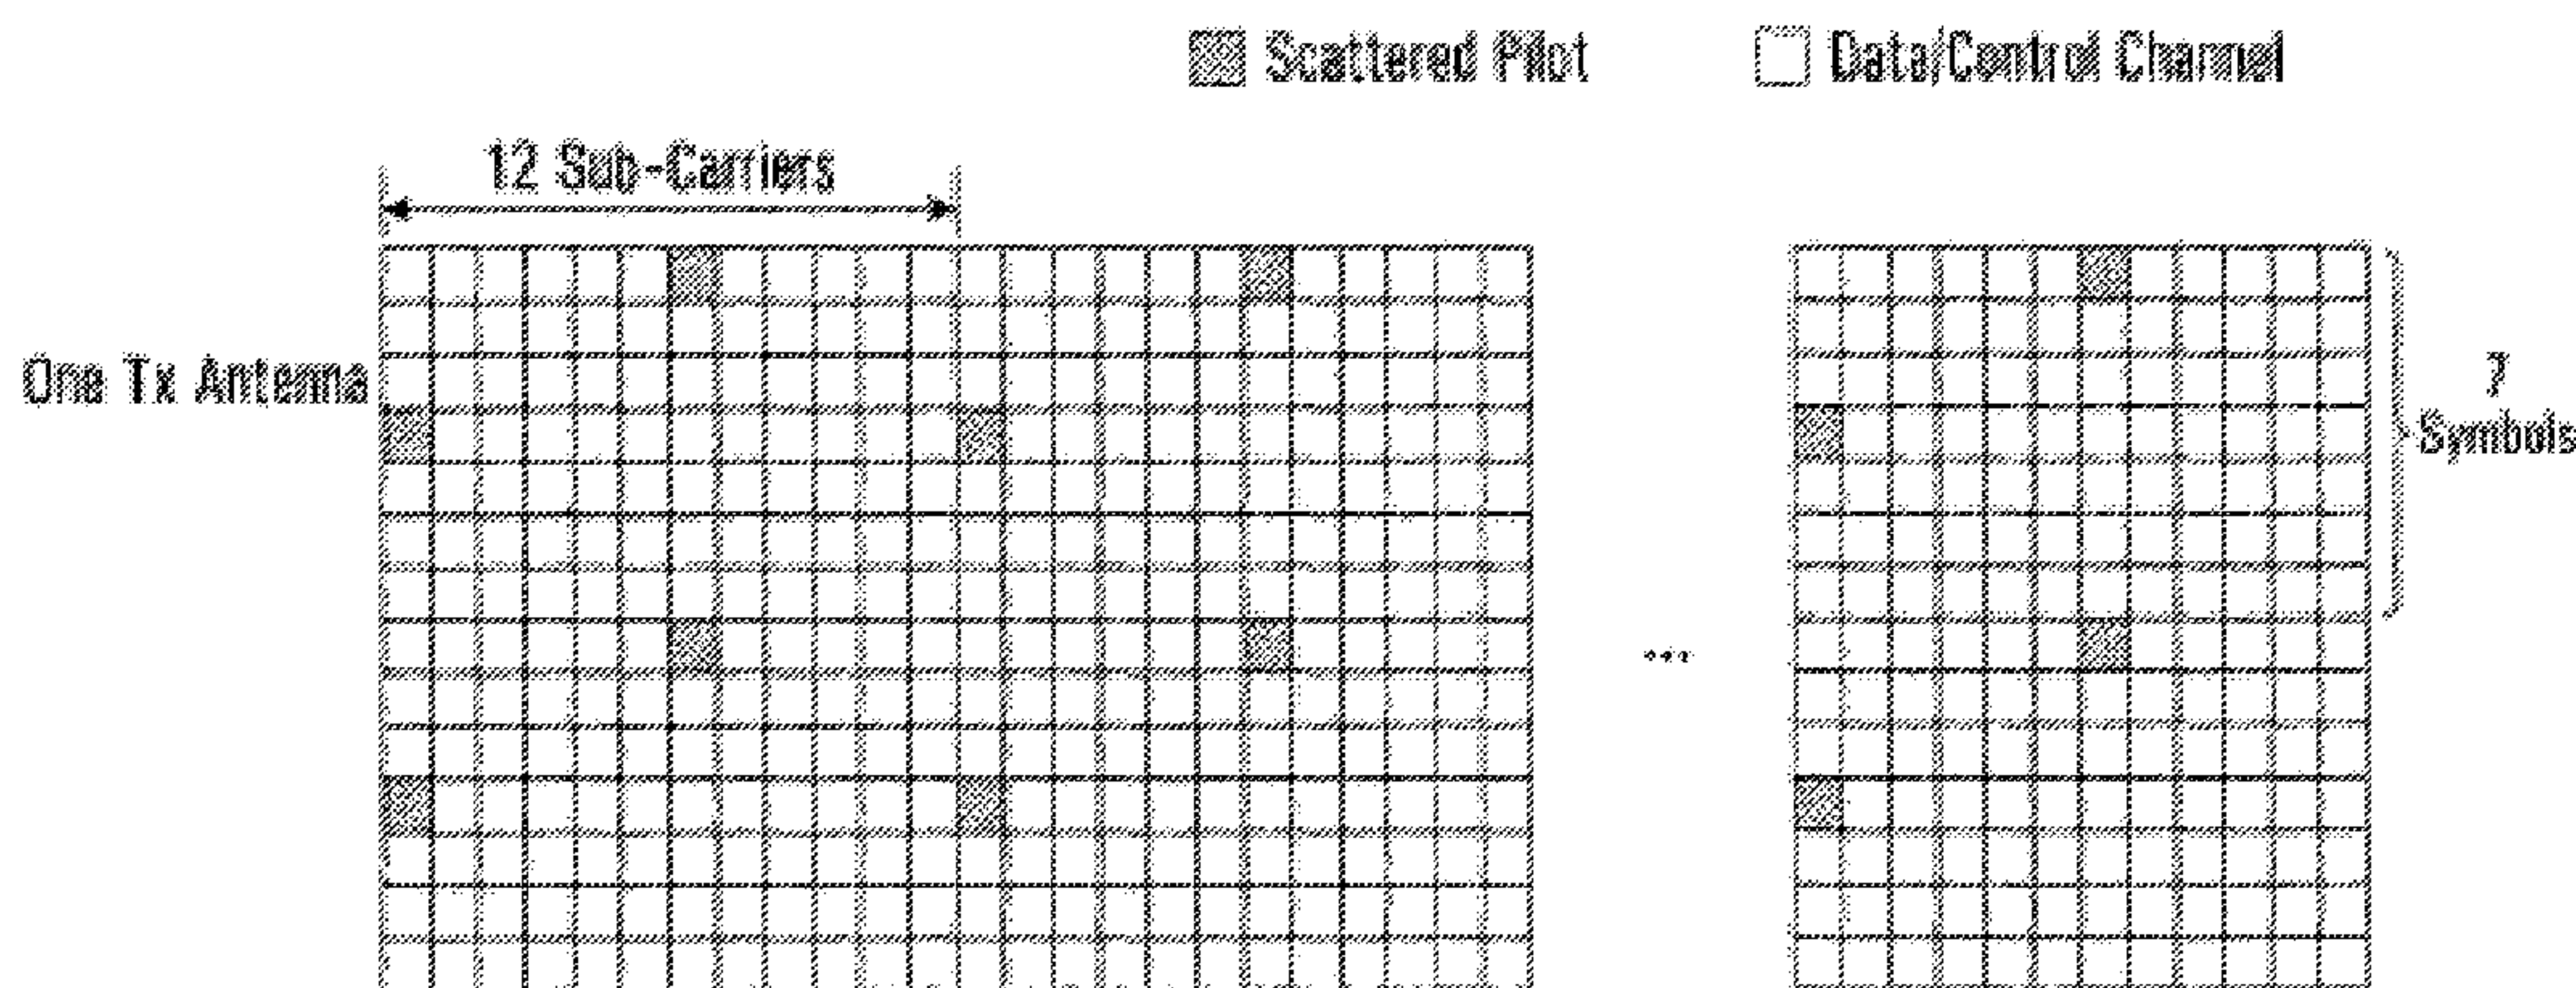 Scattered Pilot
Data/Control Channel
12 Sub-Carriers
One Tx Antenna
...
7
Symbols